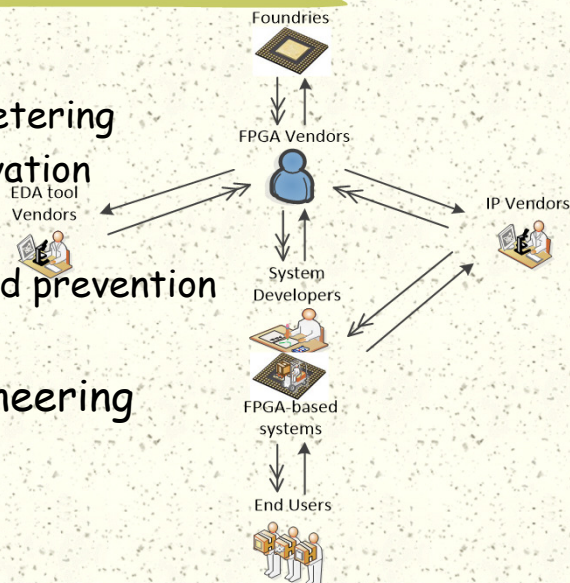 Foundries
etering
FPGA Vendors
vation
EDA tool
Vendors
IP Vendors
d prevention
System
Developers
neering
FPGA-based
systems
End Users